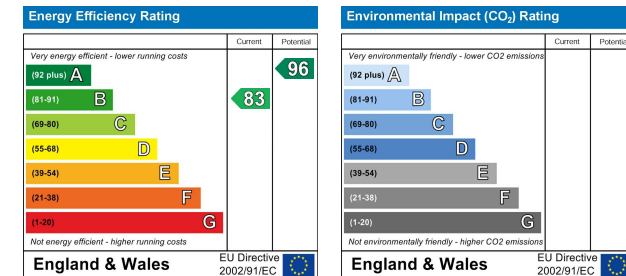 Energy Efficiency Rating
Current Potential
Very energy efficient - lower running costs
(92 plus) A
96
(81-91) B
83
(69-80) C
(55-68) D
(39-54) E
(21-38) F
(1-20) G
Not energy efficient - higher running costs
England & Wales
EU Directive
2002/91/EC
Environmental Impact (CO₂) Rating
Current Potential
Very environmentally friendly - lower CO2 emissions
(92 plus) A
(81-91) B
(69-80) C
(55-68) D
(39-54) E
(21-38) F
(1-20) G
Not environmentally friendly - higher CO2 emissions
England & Wales
EU Directive
2002/91/EC